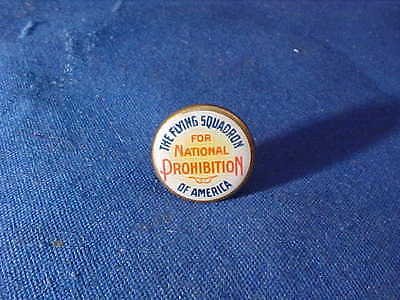 THE FLYING SQUADRON
FOR
NATIONAL
PROHIBITION
OF AMERICA